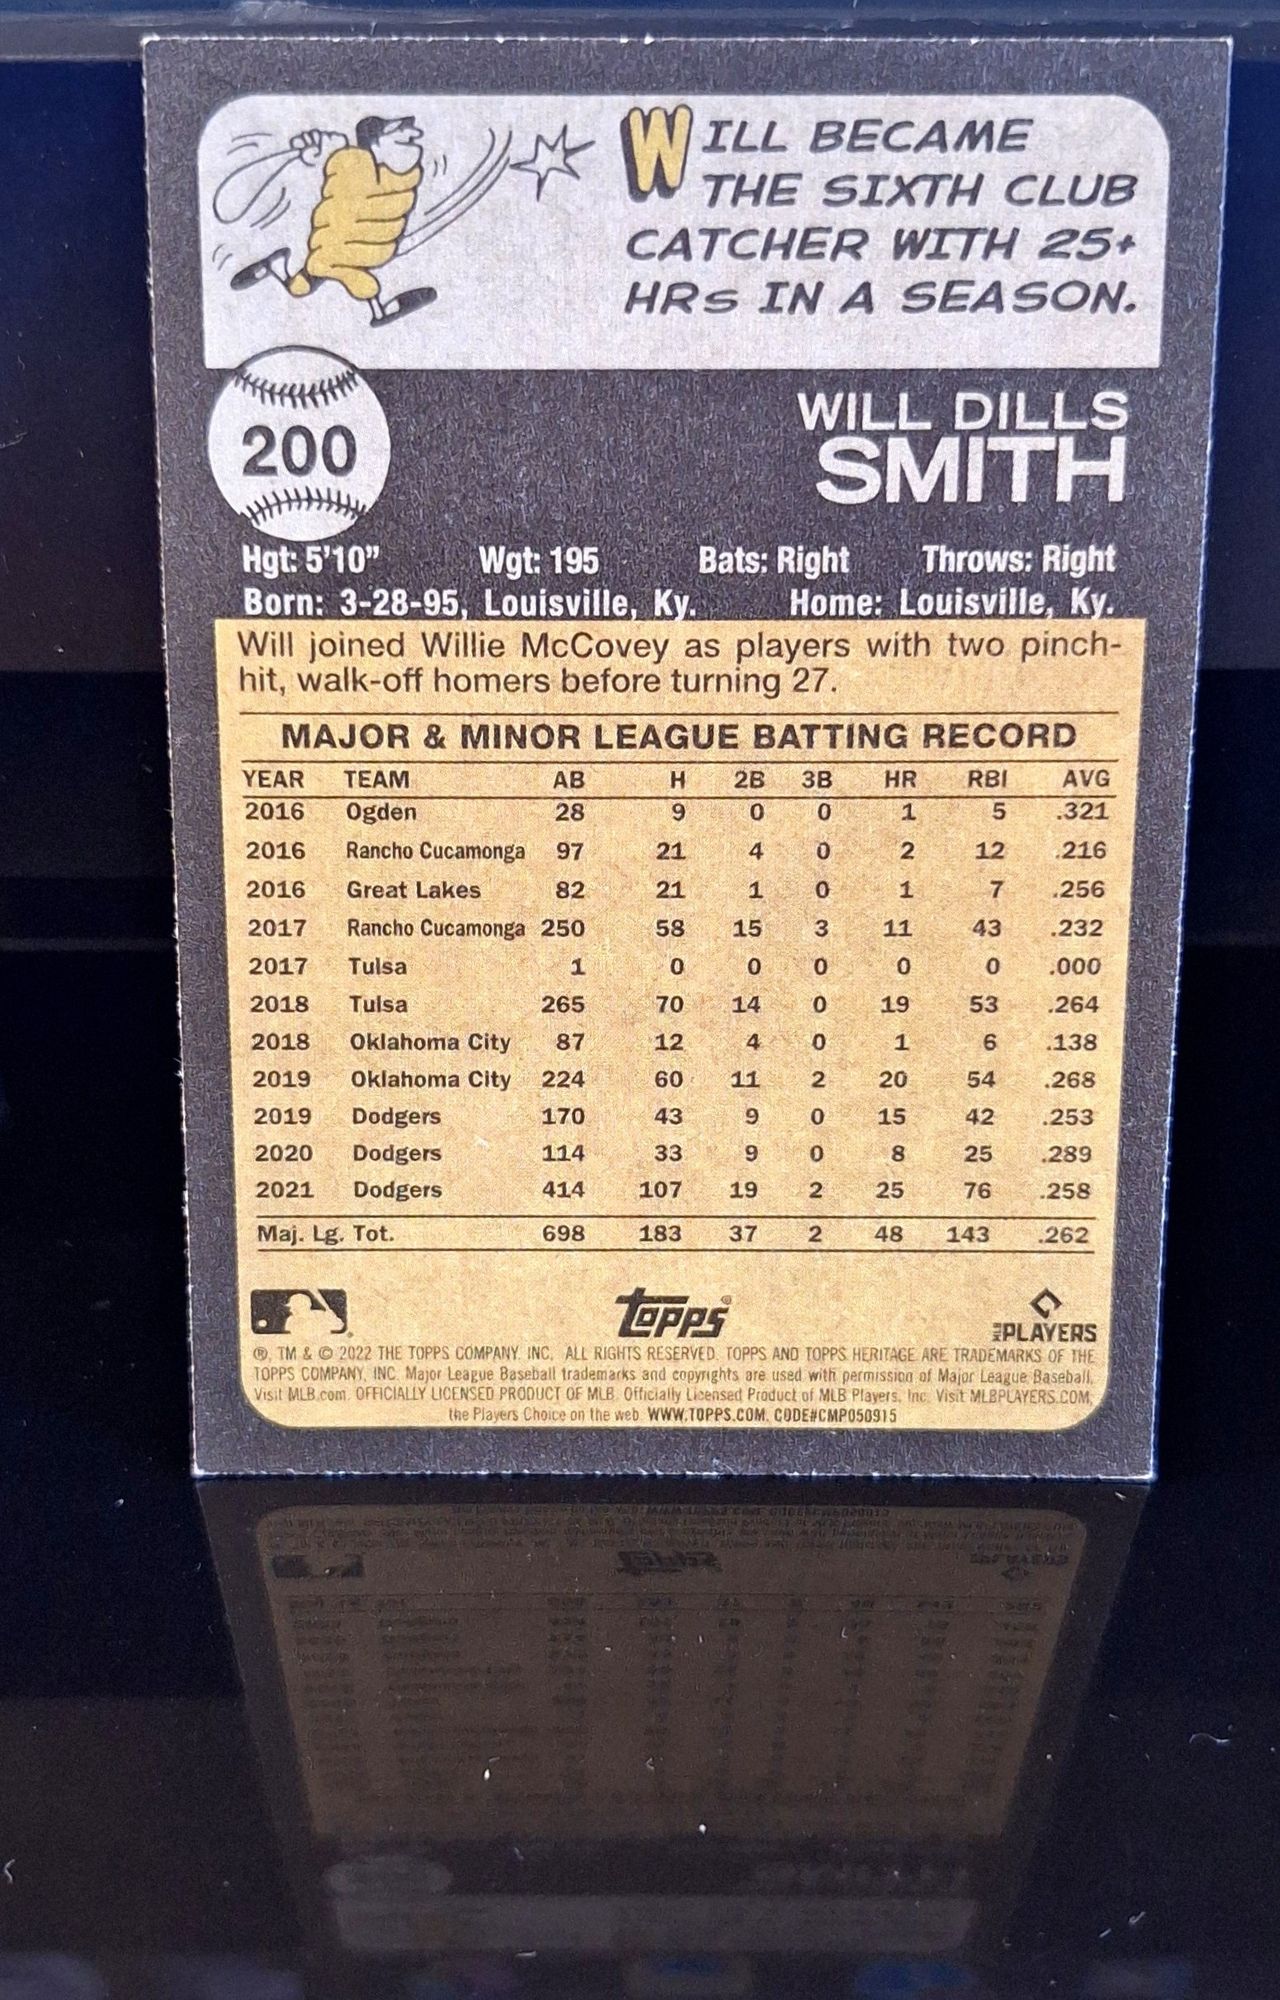 WILL BECAME
THE SIXTH CLUB
CATCHER WITH 25+
HRs IN A SEASON.
200
WILL DILLS
SMITH
Hgt: 5'10" Wgt: 195 Bats: Right Throws: Right
Born: 3-28-95, Louisville, Ky. Home: Louisville, Ky.
Will joined Willie McCovey as players with two pinch-
hit, walk-off homers before turning 27.
MAJOR & MINOR LEAGUE BATTING RECORD
YEAR TEAM AB H 2B 3B HR RBI AVG
2016 Ogden 28 9 0 0 1 5 .321
2016 Rancho Cucamonga 97 21 4 0 2 12 .216
2016 Great Lakes 82 21 1 0 1 7 .256
2017 Rancho Cucamonga 250 58 15 3 11 43 .232
2017 Tulsa 1 0 0 0 0 0 .000
2018 Tulsa 265 70 14 0 19 53 .264
2018 Oklahoma City 87 12 4 0 1 6 .138
2019 Oklahoma City 224 60 11 2 20 54 .268
2019 Dodgers 170 43 9 0 15 42 .253
2020 Dodgers 114 33 9 0 8 25 .289
2021 Dodgers 414 107 19 2 25 76 .258
Maj. Lg. Tot. 698 183 37 2 48 143 .262
topps® PLAYERS
®, TM & © 2022 THE TOPPS COMPANY, INC. ALL RIGHTS RESERVED. TOPPS AND TOPPS HERITAGE ARE TRADEMARKS OF THE
TOPPS COMPANY, INC. Major League Baseball trademarks and copyrights are used with permission of Major League Baseball.
Visit MLB.com. OFFICIALLY LICENSED PRODUCT OF MLB. Officially Licensed Product of MLB Players, Inc. Visit MLBPLAYERS.COM,
the Players Choice on the web. WWW.TOPPS.COM. CODE#CMP050915